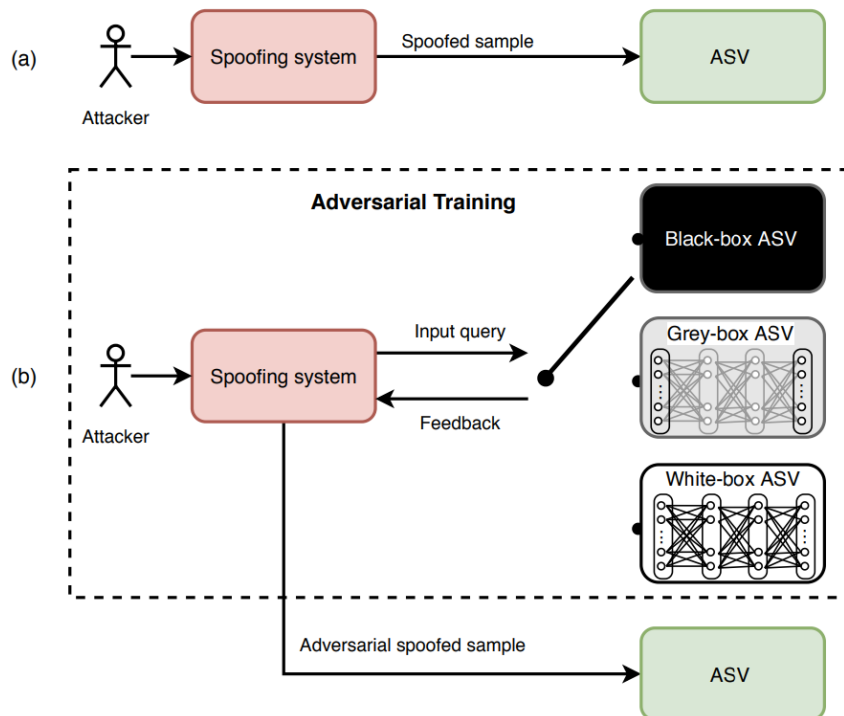 (a)
Attacker
Spoofing system
Spoofed sample
ASV
Adversarial Training
Black-box ASV
(b)
Attacker
Spoofing system
Input query
Feedback
Grey-box ASV
White-box ASV
Adversarial spoofed sample
ASV